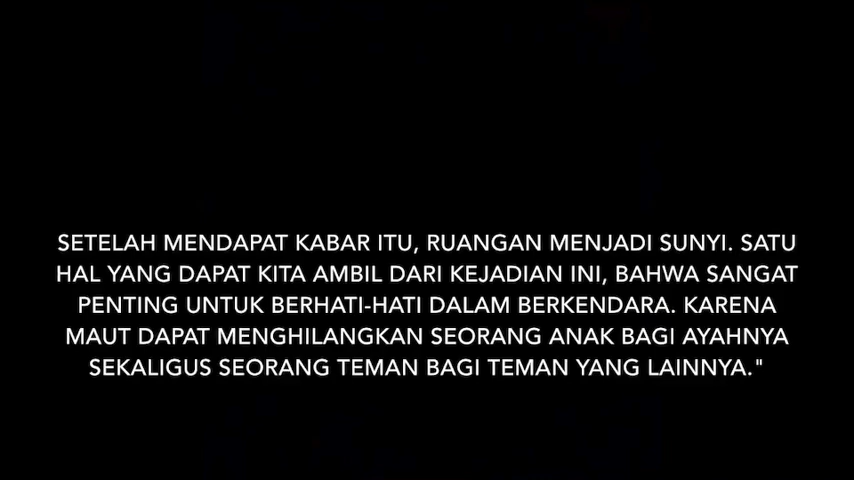 SETELAH MENDAPAT KABAR ITU, RUANGAN MENJADI SUNYI. SATU
HAL YANG DAPAT KITA AMBIL DARI KEJADIAN INI, BAHWA SANGAT
PENTING UNTUK BERHATI-HATI DALAM BERKENDARA. KARENA
MAUT DAPAT MENGHILANGKAN SEORANG ANAK BAGI AYAHNYA
SEKALIGUS SEORANG TEMAN BAGI TEMAN YANG LAINNYA."